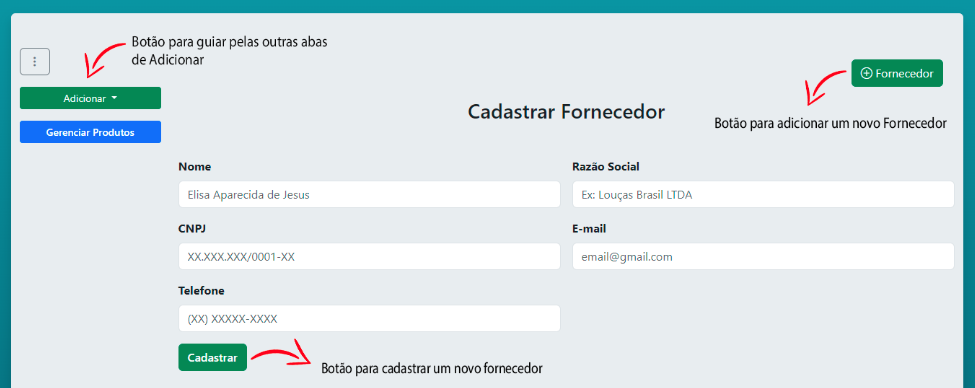 Botão para guiar pelas outras abas
de Adicionar
Fornecedor
Adicionar
Cadastrar Fornecedor
Botão para adicionar um novo Fornecedor
Gerenciar Produtos
Nome
Razão Social
Elisa Aparecida de Jesus
Ex: Louças Brasil LTDA
CNPJ
E-mail
XX.XXX.XXX/0001-XX
email@gmail.com
Telefone
(XX) XXXXX-XXXX
Cadastrar
Botão para cadastrar um novo fornecedor